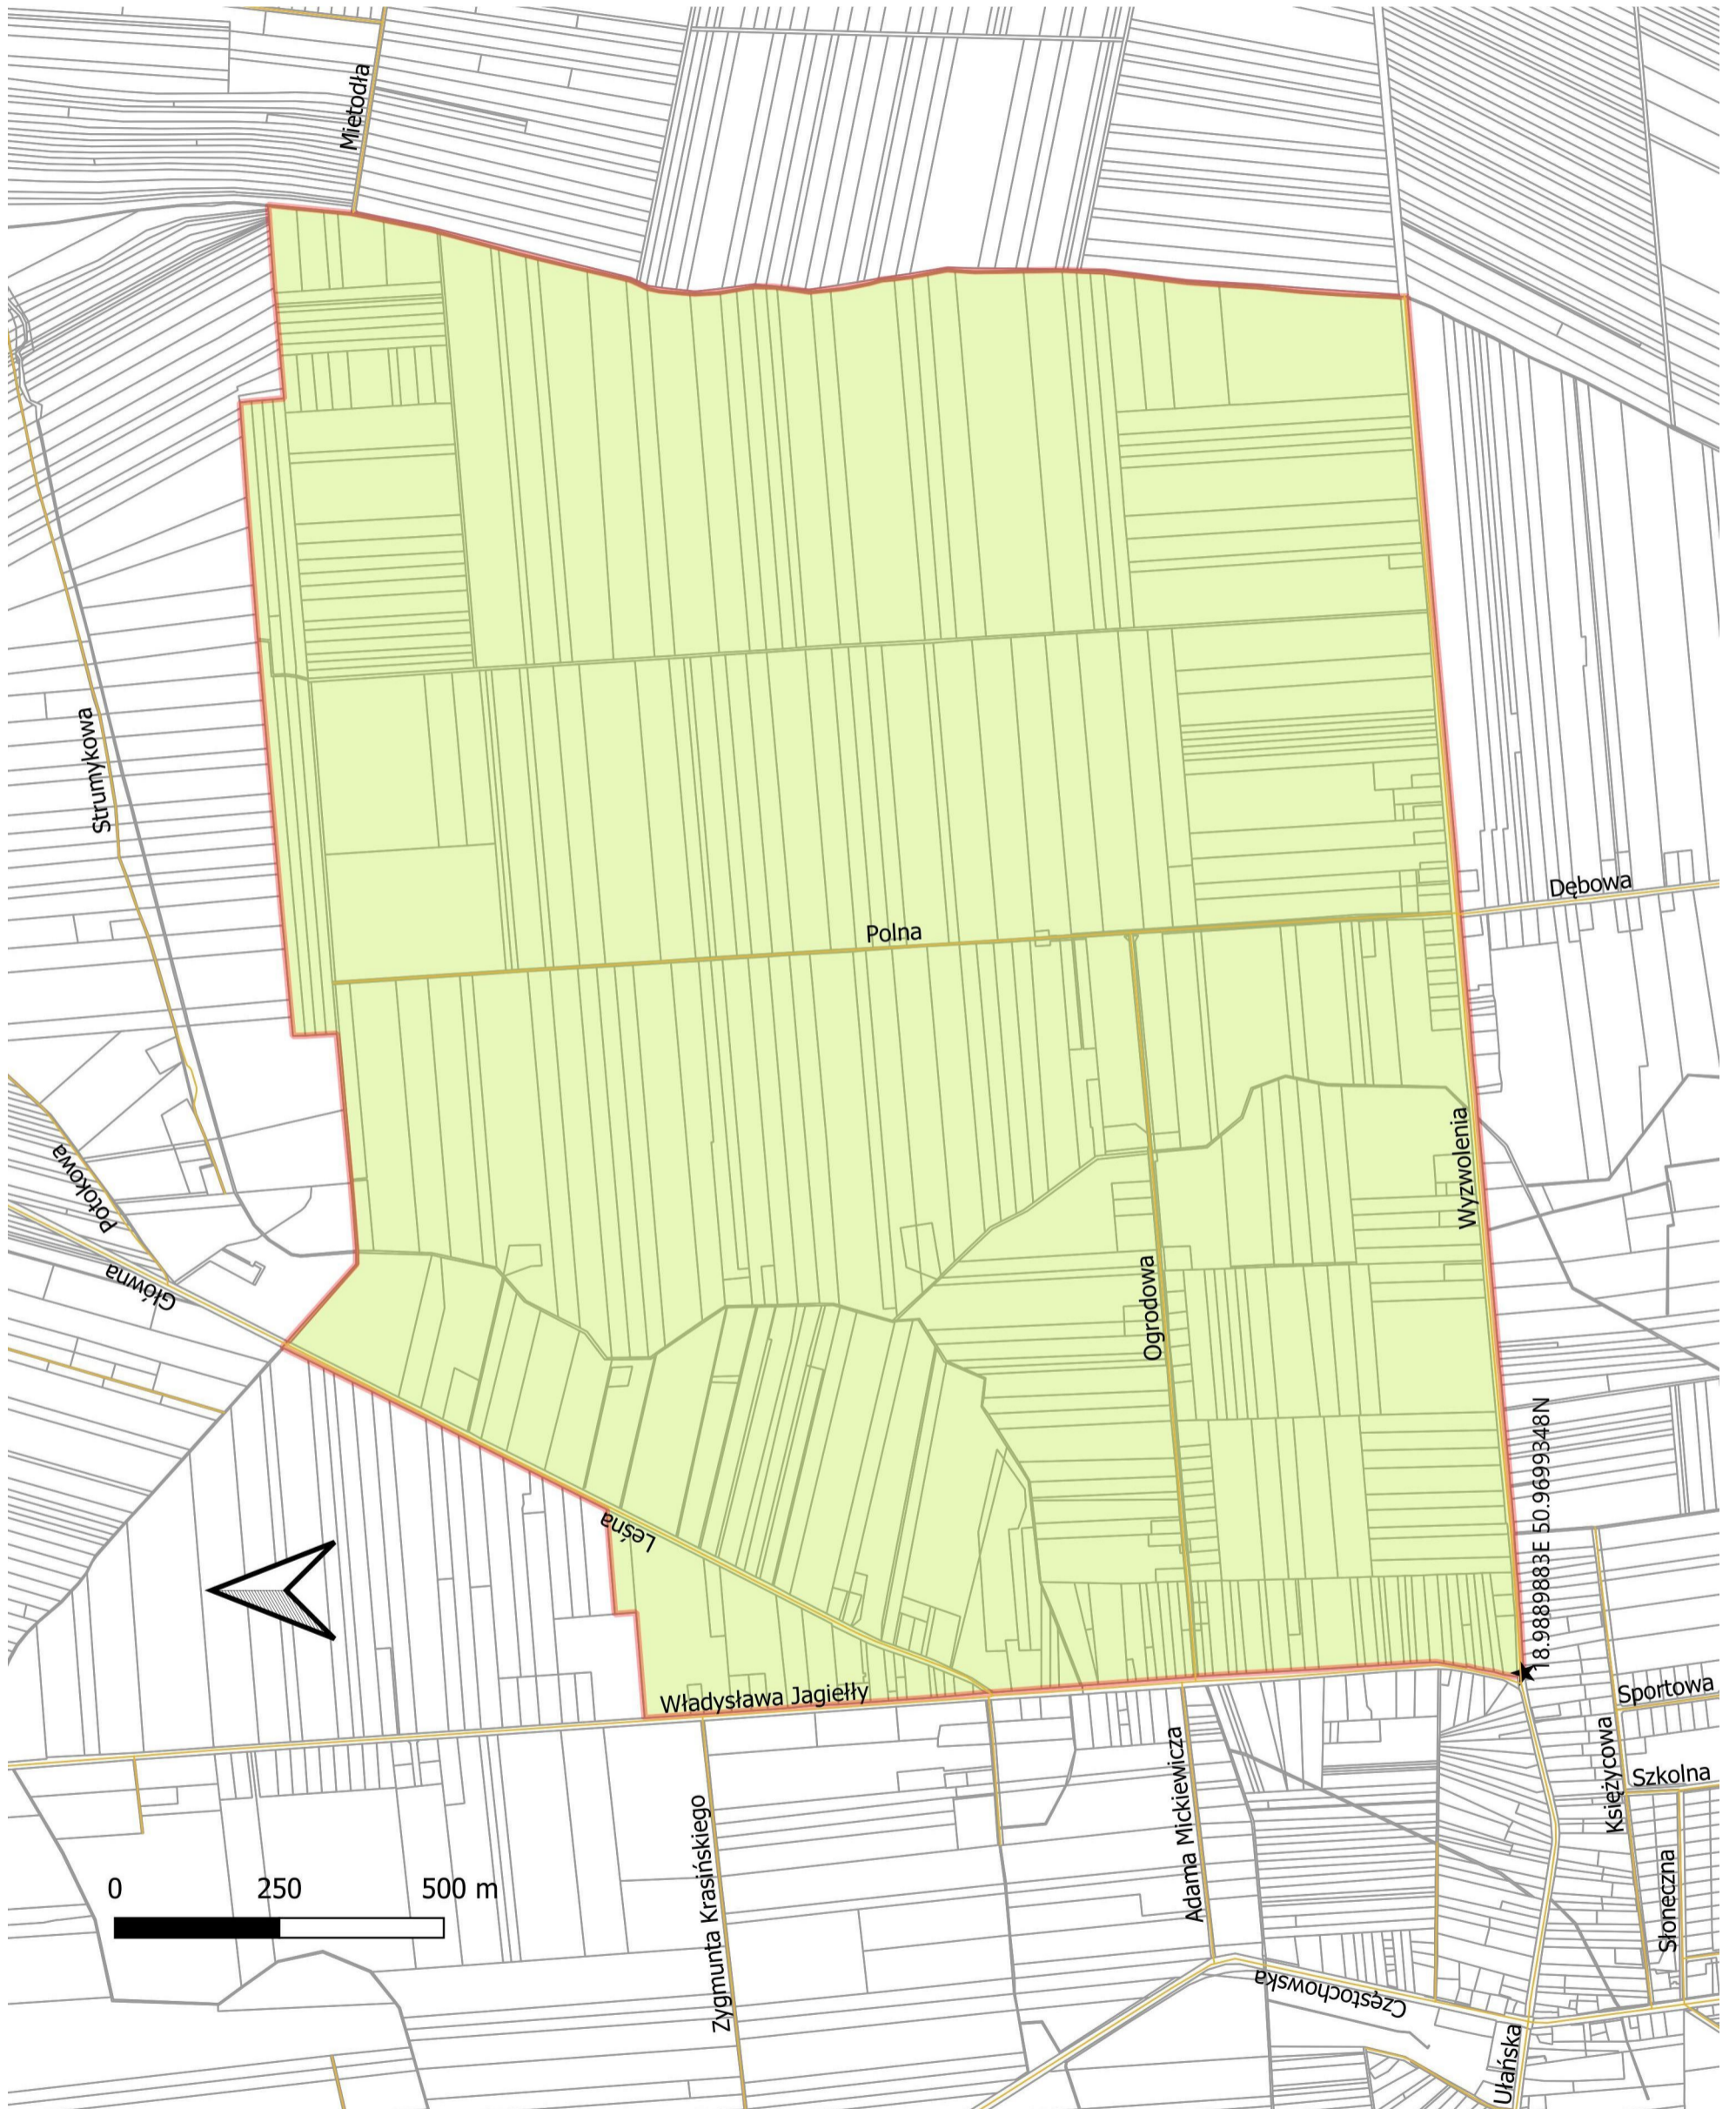 Mietodła
Strumykowa
Dębowa
Polna
Potokowa
Wyzwolenia
Główna
Ogrodowa
18.9889883E 50.9699348N
Leśna
Władysława Jagiełły
Sportowa
Księżycowa
Adama Mickiewicza
Szkolna
Zygmunta Krasińskiego
0 250 500 m
Słoneczna
Częstochowska
Ułańska